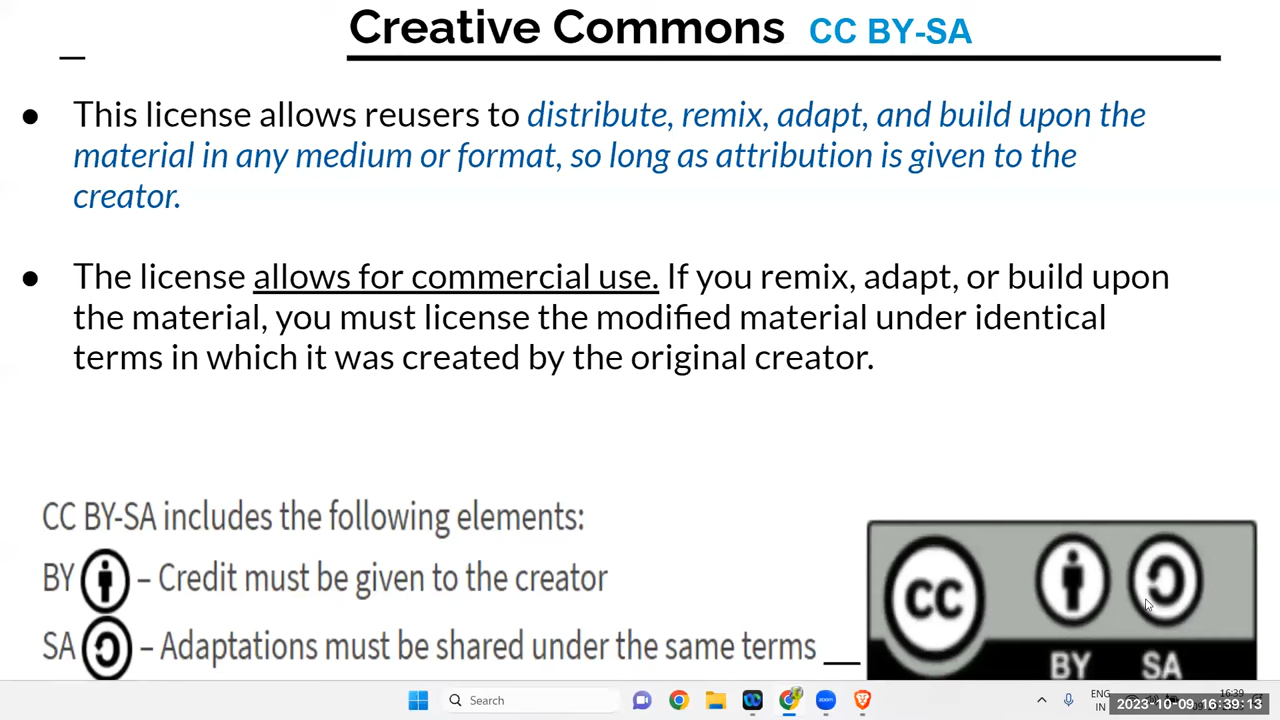 Creative Commons CC BY-SA
● This license allows reusers to distribute, remix, adapt, and build upon the
material in any medium or format, so long as attribution is given to the
creator.
● The license allows for commercial use. If you remix, adapt, or build upon
the material, you must license the modified material under identical
terms in which it was created by the original creator.
CC BY-SA includes the following elements:
BY – Credit must be given to the creator
SA – Adaptations must be shared under the same terms
CC
BY SA
Search
zoom
ENG
IN
16:39
2023-10-09 16:39:13